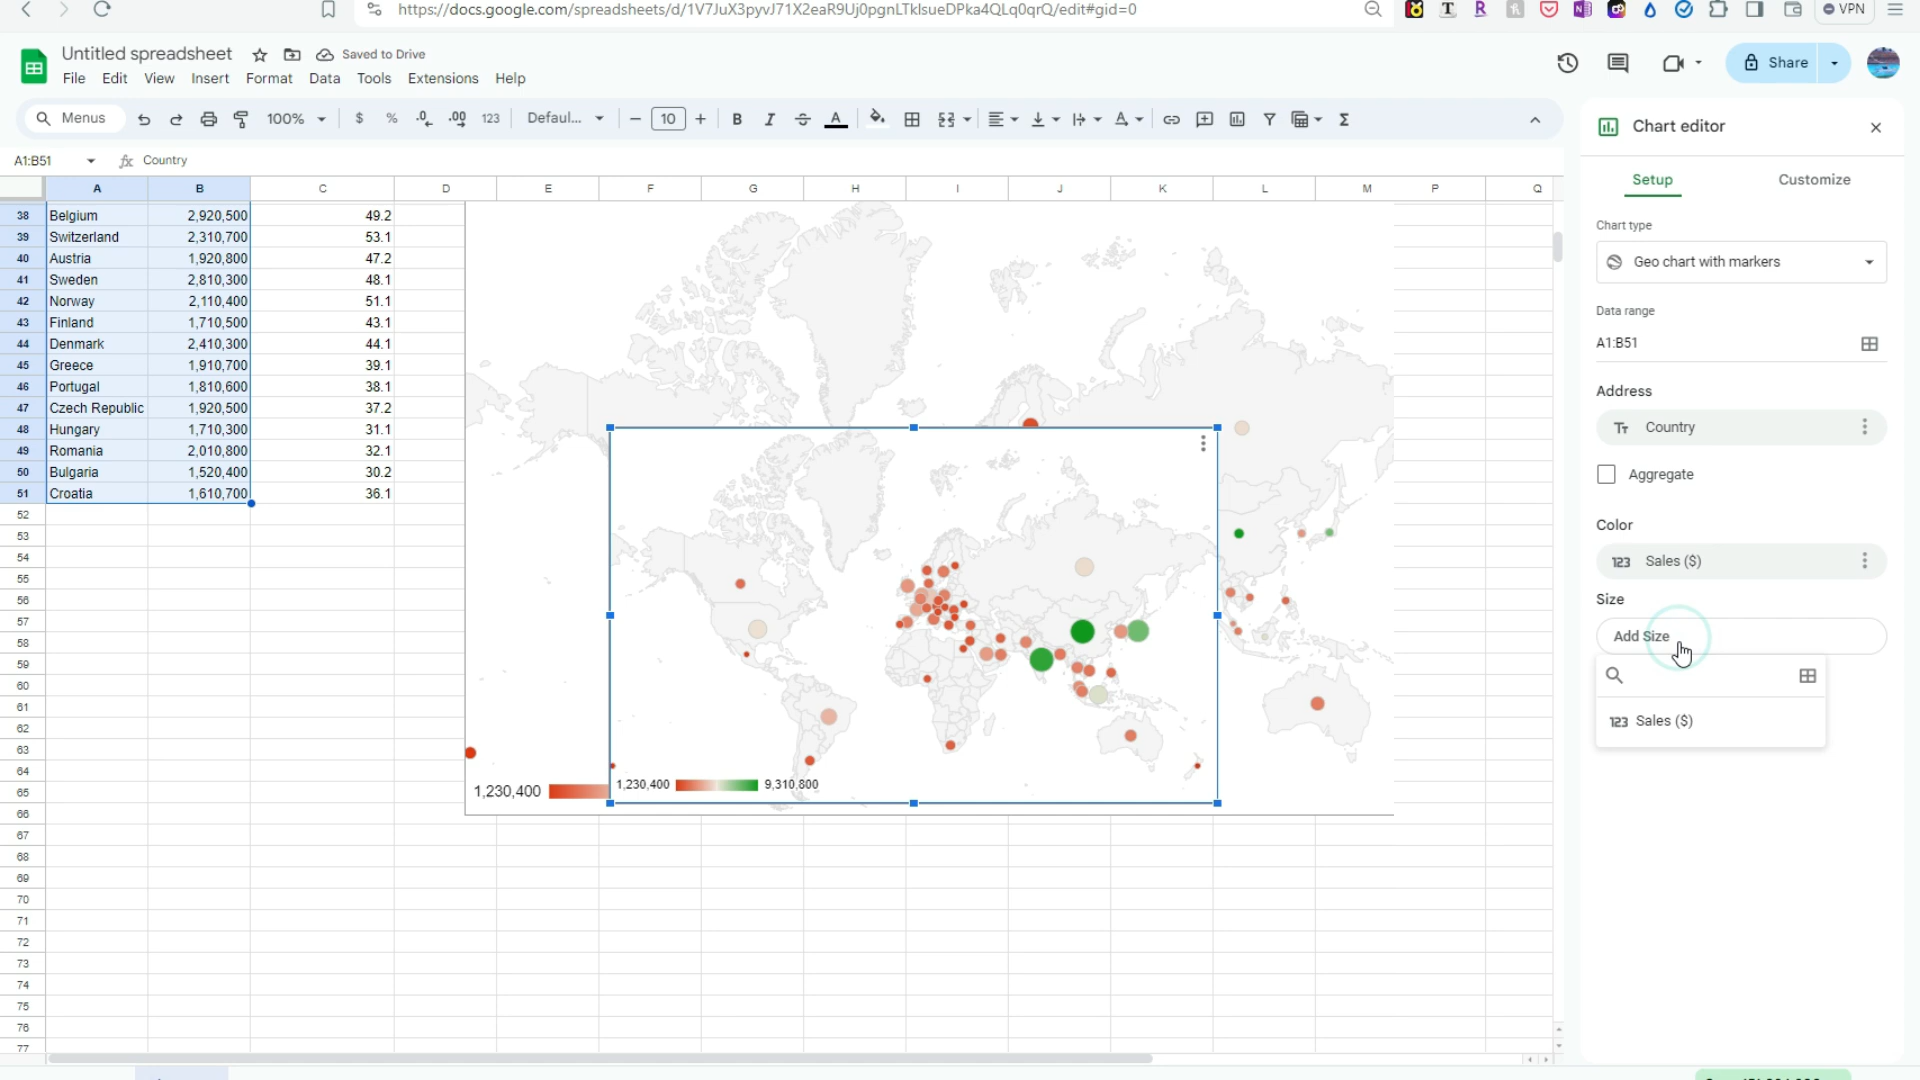 https://docs.google.com/spreadsheets/d/1V7JuX3pyvJ71X2eaR9Uj0pgnLTklsueDPka4QLq0qrQ/edit#gid=0
VPN
Untitled spreadsheet
Saved to Drive
File Edit View Insert Format Data Tools Extensions Help
Share
Menus
100%
$ % .0 .00 123
Defaul...
10
B I A
A1:B51
fx Country
A B C D E F G H I J K L M P Q
38 Belgium 2,920,500 49.2
39 Switzerland 2,310,700 53.1
40 Austria 1,920,800 47.2
41 Sweden 2,810,300 48.1
42 Norway 2,110,400 51.1
43 Finland 1,710,500 43.1
44 Denmark 2,410,300 44.1
45 Greece 1,910,700 39.1
46 Portugal 1,810,600 38.1
47 Czech Republic 1,920,500 37.2
48 Hungary 1,710,300 31.1
49 Romania 2,010,800 32.1
50 Bulgaria 1,520,400 30.2
51 Croatia 1,610,700 36.1
52
53
54
55
56
57
58
59
60
61
62
63
64
65
66
67
68
69
70
71
72
73
74
75
76
77
1,230,400
1,230,400 9,310,800
Chart editor
Setup Customize
Chart type
Geo chart with markers
Data range
A1:B51
Address
Tт Country
Aggregate
Color
123 Sales ($)
Size
Add Size
123 Sales ($)